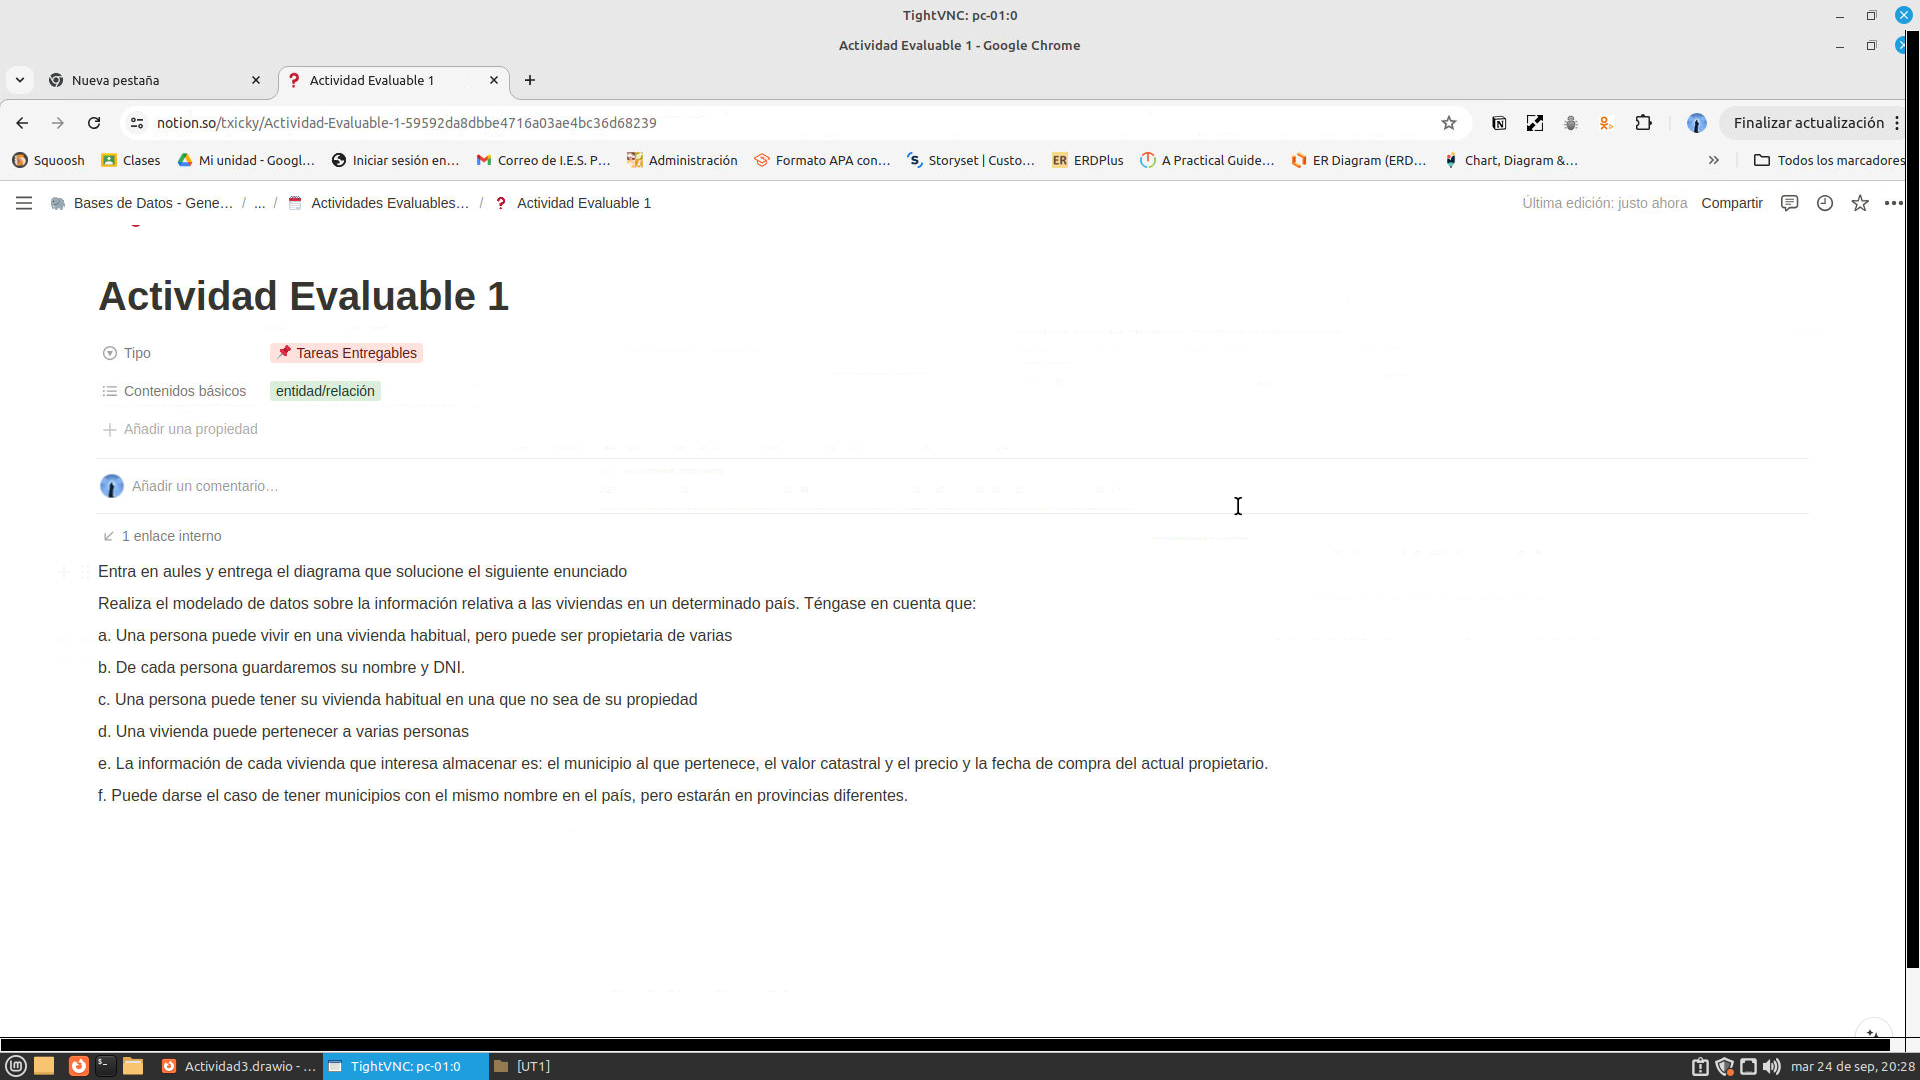 TightVNC: pc-01:0
Actividad Evaluable 1 - Google Chrome
Nueva pestaña
Actividad Evaluable 1
notion.so/txicky/Actividad-Evaluable-1-59592da8dbbe4716a03ae4bc36d68239
Finalizar actualización
Squoosh Clases Mi unidad - Googl... Iniciar sesión en... Correo de I.E.S. P... Administración Formato APA con... Storyset | Custo... ER ERDPlus A Practical Guide... ER Diagram (ERD... Chart, Diagram &... » Todos los marcadores
Bases de Datos - Gene... / ... / Actividades Evaluables... / Actividad Evaluable 1
Última edición: justo ahora Compartir
Actividad Evaluable 1
Tipo Tareas Entregables
Contenidos básicos entidad/relación
Añadir una propiedad
Añadir un comentario...
1 enlace interno
Entra en aules y entrega el diagrama que solucione el siguiente enunciado
Realiza el modelado de datos sobre la información relativa a las viviendas en un determinado país. Téngase en cuenta que:
a. Una persona puede vivir en una vivienda habitual, pero puede ser propietaria de varias
b. De cada persona guardaremos su nombre y DNI.
c. Una persona puede tener su vivienda habitual en una que no sea de su propiedad
d. Una vivienda puede pertenecer a varias personas
e. La información de cada vivienda que interesa almacenar es: el municipio al que pertenece, el valor catastral y el precio y la fecha de compra del actual propietario.
f. Puede darse el caso de tener municipios con el mismo nombre en el país, pero estarán en provincias diferentes.
Actividad3.drawio - ... TightVNC: pc-01:0 [UT1] mar 24 de sep, 20:28